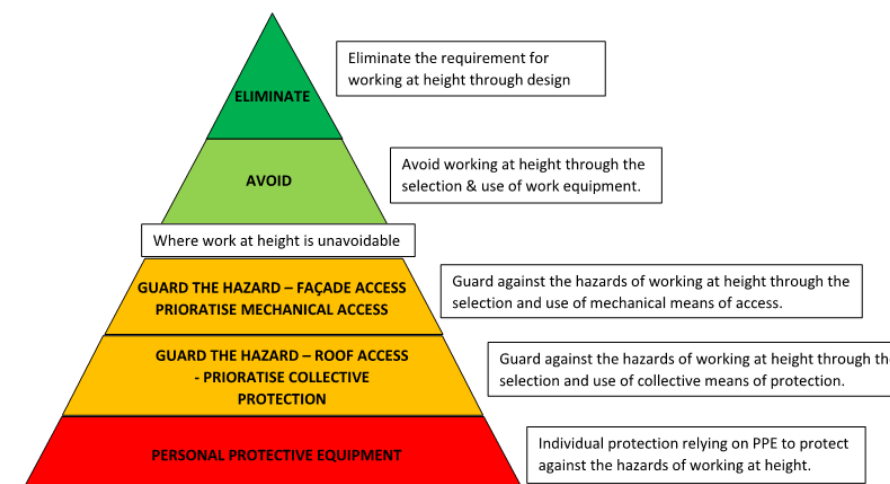 Eliminate the requirement for
working at height through design
ELIMINATE
Avoid working at height through the
selection & use of work equipment.
AVOID
Where work at height is unavoidable
GUARD THE HAZARD – FAÇADE ACCESS
PRIORATISE MECHANICAL ACCESS
Guard against the hazards of working at height through the
selection and use of mechanical means of access.
GUARD THE HAZARD – ROOF ACCESS
- PRIORATISE COLLECTIVE
PROTECTION
Guard against the hazards of working at height through the
selection and use of collective means of protection.
PERSONAL PROTECTIVE EQUIPMENT
Individual protection relying on PPE to protect
against the hazards of working at height.